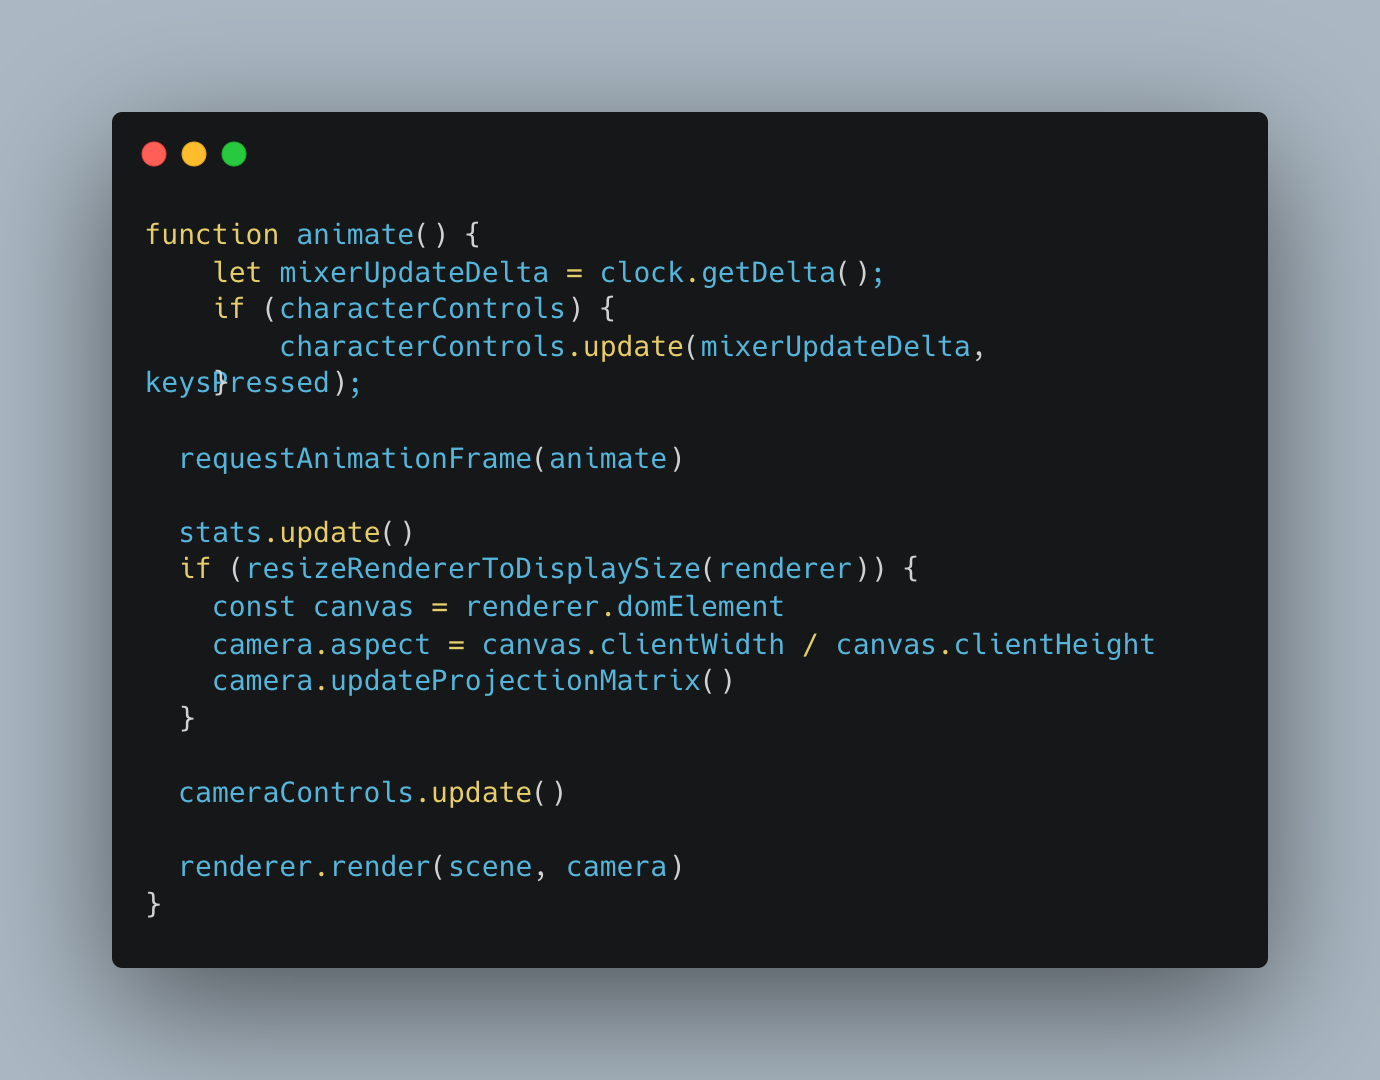 function animate() {
    let mixerUpdateDelta = clock.getDelta();
    if (characterControls) {
        characterControls.update(mixerUpdateDelta,
keysPressed);
    }

  requestAnimationFrame(animate)

  stats.update()
  if (resizeRendererToDisplaySize(renderer)) {
    const canvas = renderer.domElement
    camera.aspect = canvas.clientWidth / canvas.clientHeight
    camera.updateProjectionMatrix()
  }

  cameraControls.update()

  renderer.render(scene, camera)
}